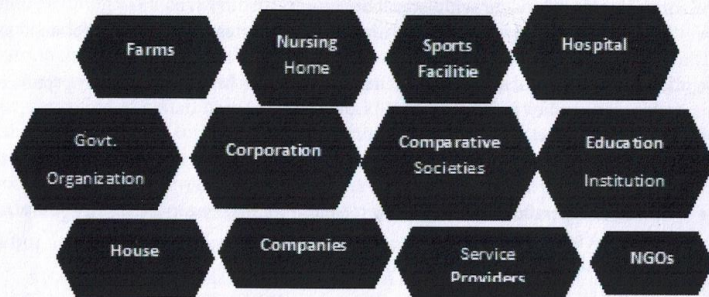 Farms
Nursing
Home
Sports
Facilitie
Hospital
Govt.
Organization
Corporation
Comparative
Societies
Education
Institution
House
Companies
Service
Providers
NGOs